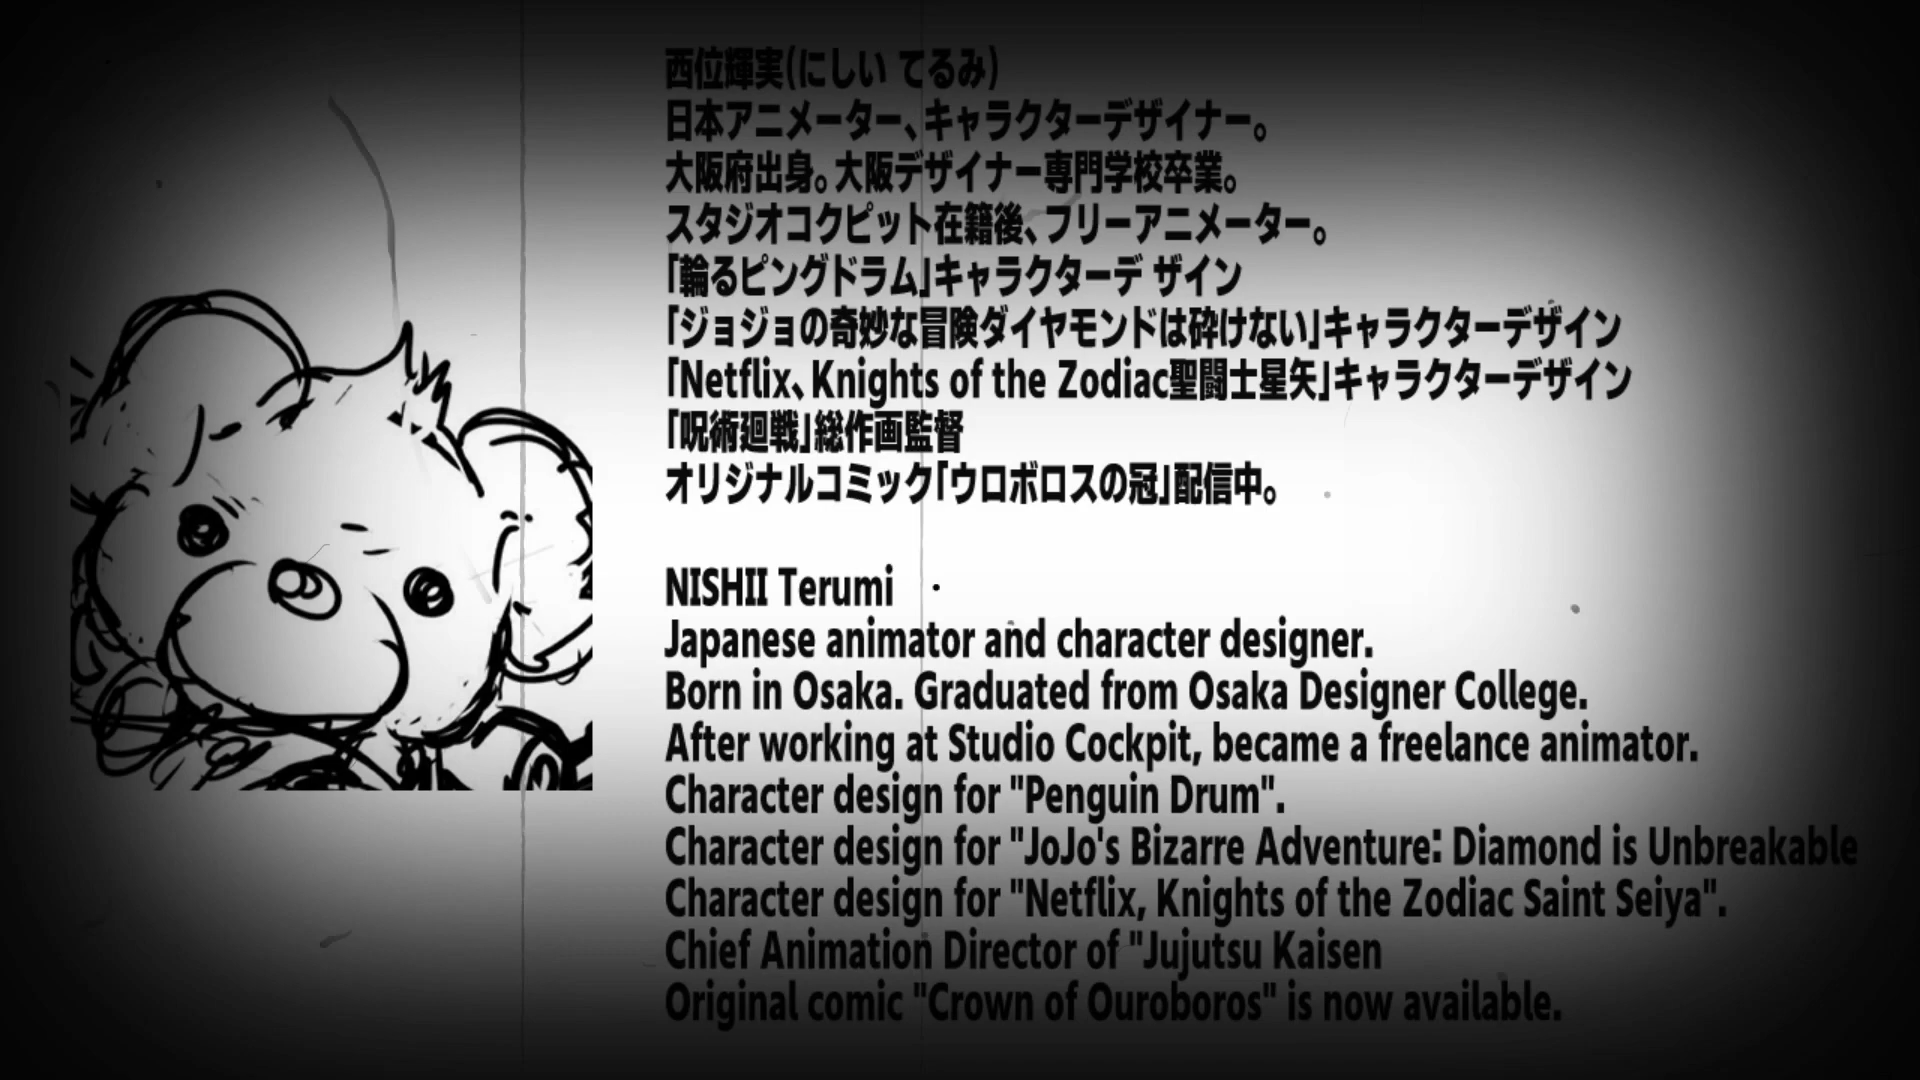 西位輝実(にしい てるみ)
日本アニメーター、キャラクターデザイナー。
大阪府出身。大阪デザイナー専門学校卒業。
スタジオコクピット在籍後、フリーアニメーター。
「輪るピングドラム」キャラクターデ ザイン
「ジョジョの奇妙な冒険ダイヤモンドは砕けない」キャラクターデザイン
「Netflix、Knights of the Zodiac聖闘士星矢」キャラクターデザイン
「呪術廻戦」総作画監督
オリジナルコミック「ウロボロスの冠」配信中。
NISHII Terumi
Japanese animator and character designer.
Born in Osaka. Graduated from Osaka Designer College.
After working at Studio Cockpit, became a freelance animator.
Character design for "Penguin Drum".
Character design for "JoJo's Bizarre Adventure: Diamond is Unbreakable
Character design for "Netflix, Knights of the Zodiac Saint Seiya".
Chief Animation Director of "Jujutsu Kaisen
Original comic "Crown of Ouroboros" is now available.